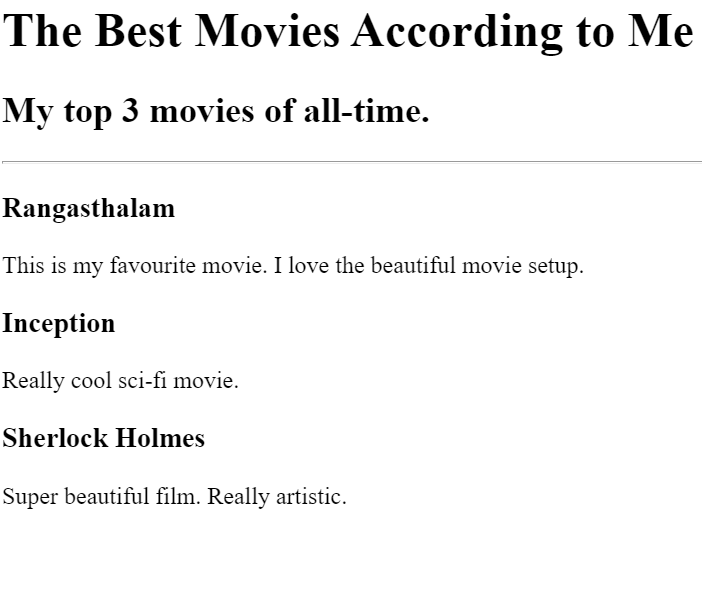 The Best Movies According to Me
My top 3 movies of all-time.
Rangasthalam
This is my favourite movie. I love the beautiful movie setup.
Inception
Really cool sci-fi movie.
Sherlock Holmes
Super beautiful film. Really artistic.